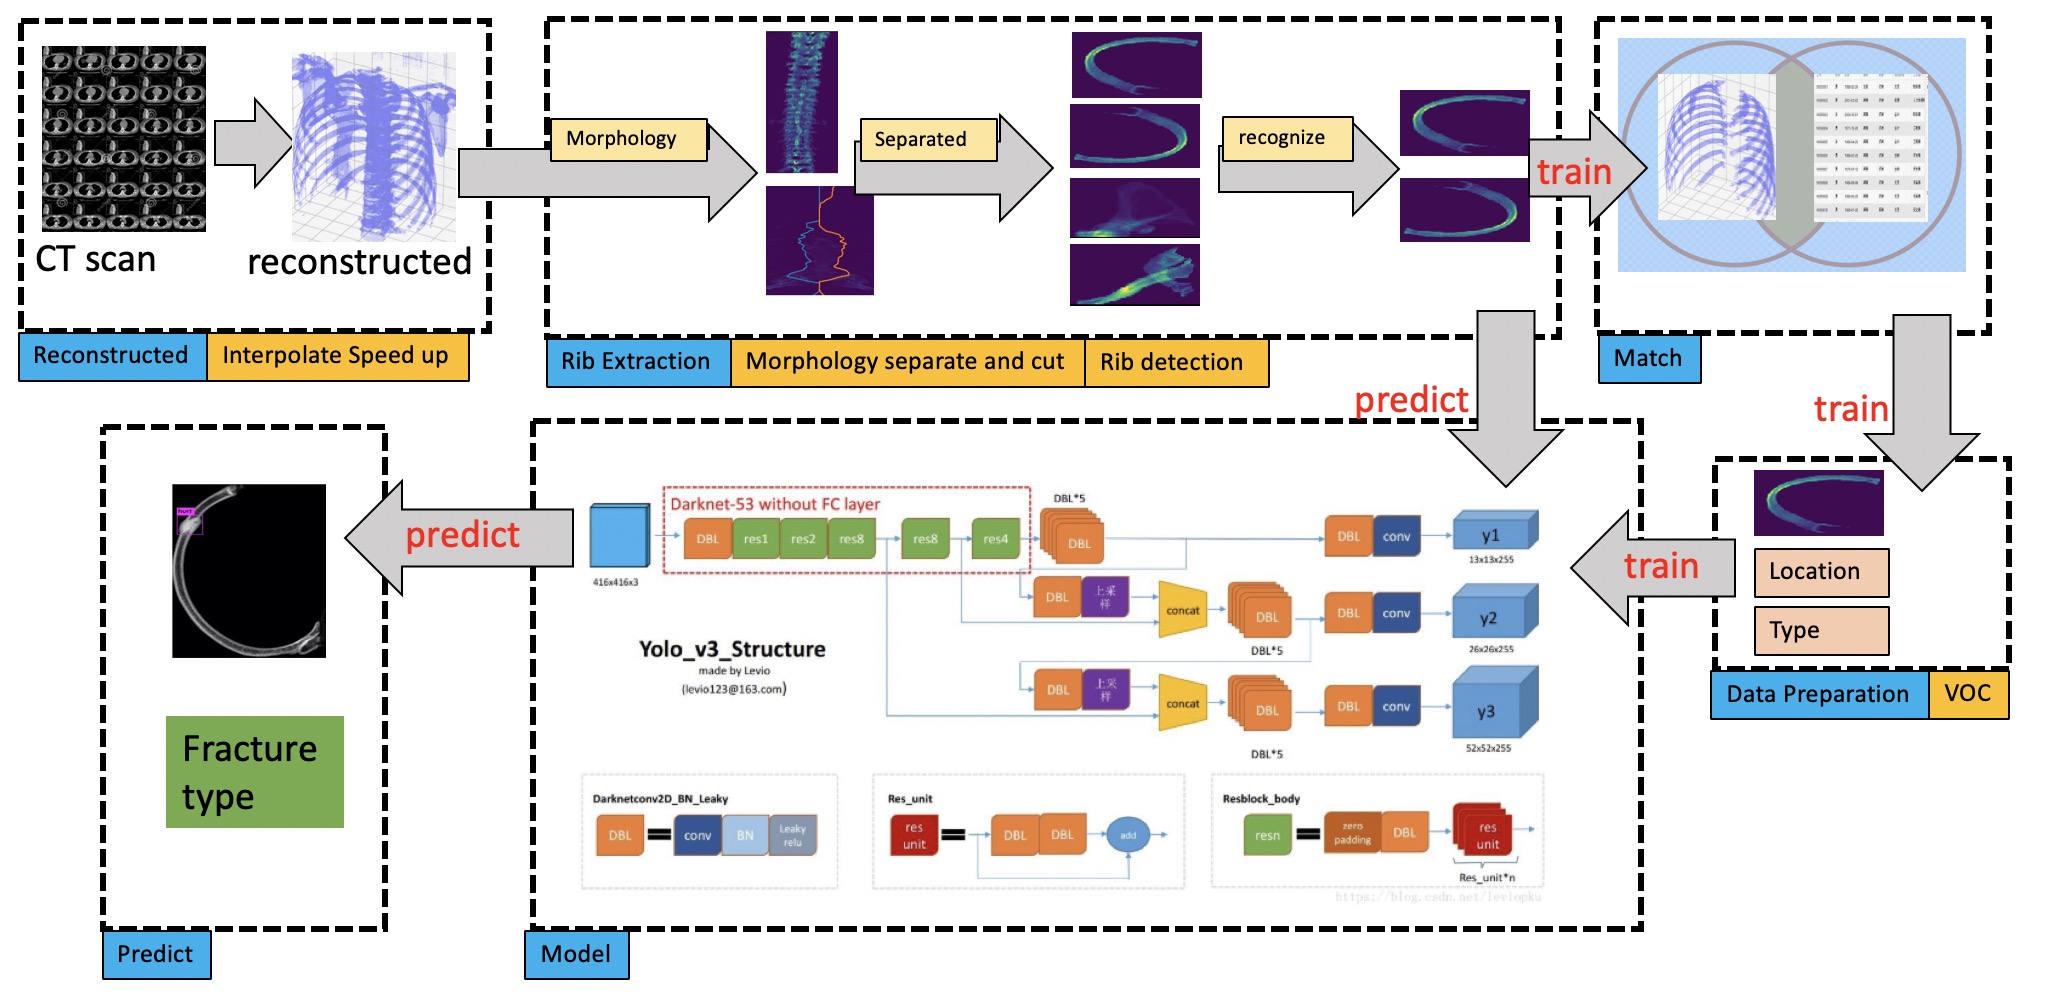 CT scan
reconstructed
Reconstructed
Interpolate Speed up
Morphology
Separated
recognize
train
Rib Extraction
Morphology separate and cut
Rib detection
Match
predict
train
Fracture
type
Predict
predict
Darknet-53 without FC layer
DBL*5
DBL
res1
res2
res8
res8
res4
DBL
DBL
conv
y1
416x416x3
13x13x255
DBL
上采
样
concat
DBL
DBL
conv
y2
DBL*5
26x26x255
Yolo_v3_Structure
made by Levio
(levio123@163.com)
DBL
上采
样
concat
DBL
DBL
conv
y3
DBL*5
52x52x255
Darknetconv2D_BN_Leaky
DBL
conv
BN
Leaky
relu
Res_unit
res
unit
DBL
DBL
add
Resblock_body
resn
zero
padding
DBL
res
unit
Res_unit*n
https://blog.csdn.net/leviopku
Model
train
Location
Type
Data Preparation
VOC